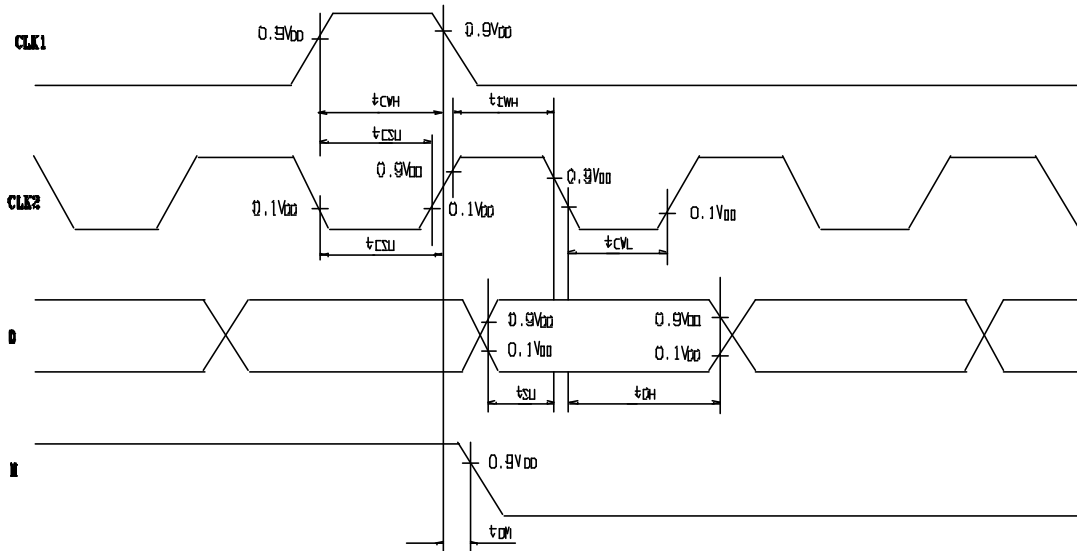 CLK1
0.9VDD
0.9VDD
tCWH
tCWH
tCSU
0.9VDD
0.9VDD
CLK2
0.1VDD
0.1VDD
0.1VDD
tCSU
tCWL
D
0.9VDD
0.9VDD
0.1VDD
0.1VDD
tSU
tDH
M
0.9VDD
tDM